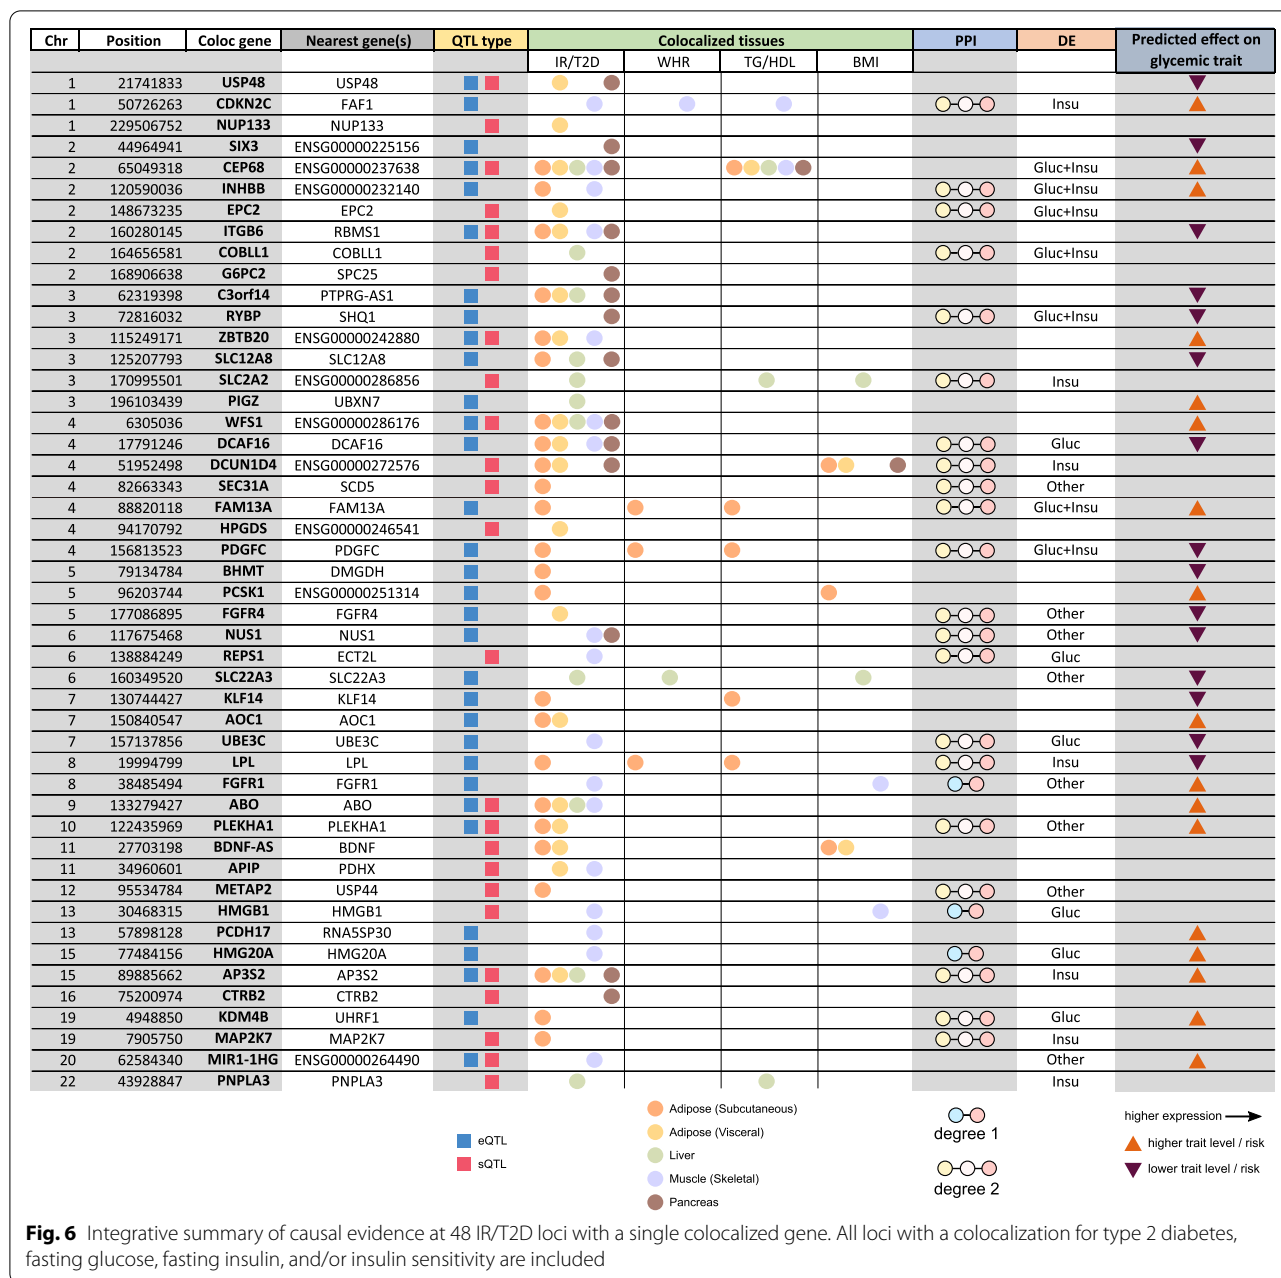 Chr Position Coloc gene Nearest gene(s) QTL type Colocalized tissues PPI DE Predicted effect on glycemic trait
IR/T2D WHR TG/HDL BMI
1 21741833 USP48 USP48
1 50726263 CDKN2C FAF1 Insu
1 229506752 NUP133 NUP133
2 44964941 SIX3 ENSG00000225156
2 65049318 CEP68 ENSG00000237638 Gluc+Insu
2 120590036 INHBB ENSG00000232140 Gluc+Insu
2 148673235 EPC2 EPC2 Gluc+Insu
2 160280145 ITGB6 RBMS1
2 164656581 COBLL1 COBLL1 Gluc+Insu
2 168906638 G6PC2 SPC25
3 62319398 C3orf14 PTPRG-AS1
3 72816032 RYBP SHQ1 Gluc+Insu
3 115249171 ZBTB20 ENSG00000242880
3 125207793 SLC12A8 SLC12A8
3 170995501 SLC2A2 ENSG00000286856 Insu
3 196103439 PIGZ UBXN7
4 6305036 WFS1 ENSG00000286176
4 17791246 DCAF16 DCAF16 Gluc
4 51952498 DCUN1D4 ENSG00000272576 Insu
4 82663343 SEC31A SCD5 Other
4 88820118 FAM13A FAM13A Gluc+Insu
4 94170792 HPGDS ENSG00000246541
4 156813523 PDGFC PDGFC Gluc+Insu
5 79134784 BHMT DMGDH
5 96203744 PCSK1 ENSG00000251314
5 177086895 FGFR4 FGFR4 Other
6 117675468 NUS1 NUS1 Other
6 138884249 REPS1 ECT2L Gluc
6 160349520 SLC22A3 SLC22A3 Other
7 130744427 KLF14 KLF14
7 150840547 AOC1 AOC1
7 157137856 UBE3C UBE3C Gluc
8 19994799 LPL LPL Insu
8 38485494 FGFR1 FGFR1 Other
9 133279427 ABO ABO
10 122435969 PLEKHA1 PLEKHA1 Other
11 27703198 BDNF-AS BDNF
11 34960601 APIP PDHX
12 95534784 METAP2 USP44 Other
13 30468315 HMGB1 HMGB1 Gluc
13 57898128 PCDH17 RNA5SP30
15 77484156 HMG20A HMG20A Gluc
15 89885662 AP3S2 AP3S2 Insu
16 75200974 CTRB2 CTRB2
19 4948850 KDM4B UHRF1 Gluc
19 7905750 MAP2K7 MAP2K7 Insu
20 62584340 MIR1-1HG ENSG00000264490 Other
22 43928847 PNPLA3 PNPLA3 Insu
eQTL
sQTL
Adipose (Subcutaneous)
Adipose (Visceral)
Liver
Muscle (Skeletal)
Pancreas
degree 1
degree 2
higher expression
higher trait level / risk
lower trait level / risk
Fig. 6 Integrative summary of causal evidence at 48 IR/T2D loci with a single colocalized gene. All loci with a colocalization for type 2 diabetes,
fasting glucose, fasting insulin, and/or insulin sensitivity are included